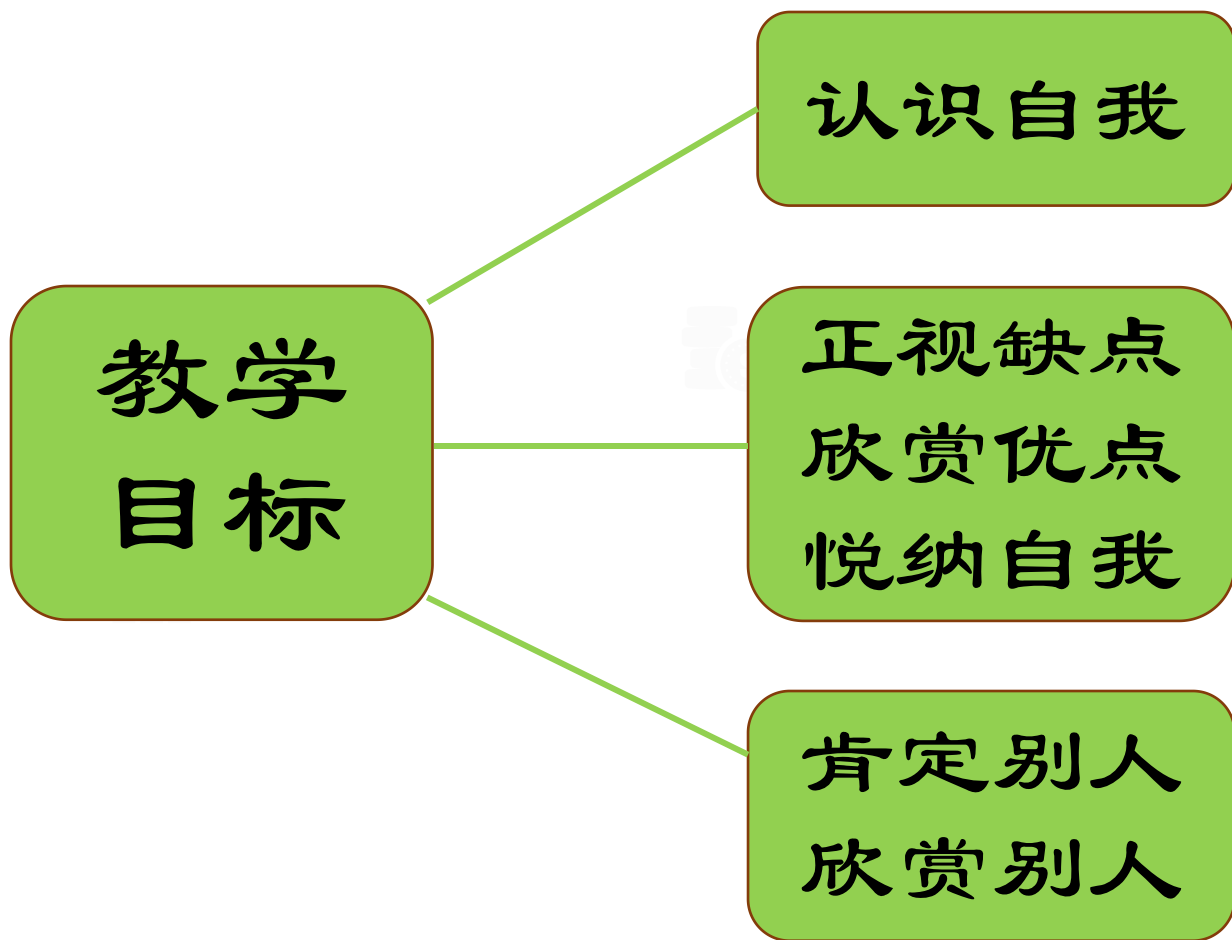 教学
目标
认识自我
正视缺点
欣赏优点
悦纳自我
肯定别人
欣赏别人